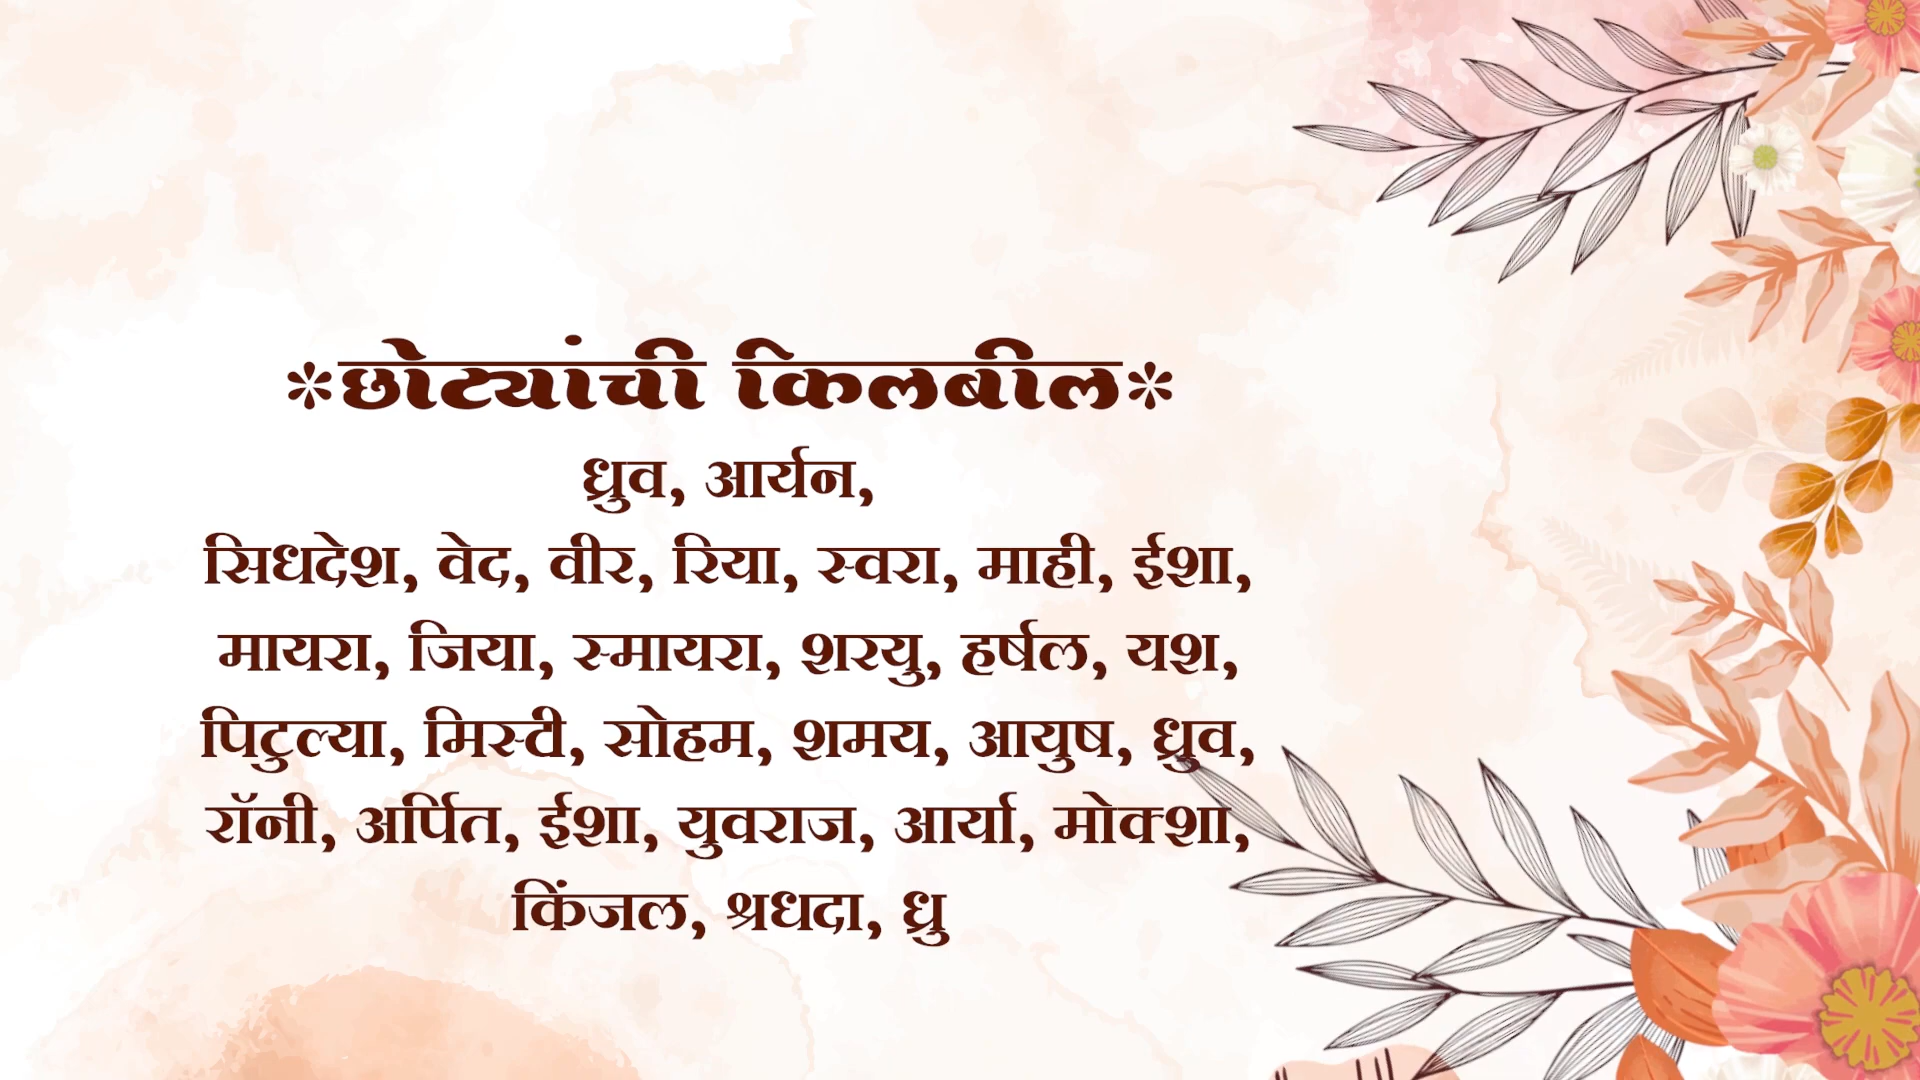 *छोट्यांची किलबील*
ध्रुव, आर्यन,
सिधदेश, वेद, वीर, रिया, स्वरा, माही, ईशा,
मायरा, जिया, स्मायरा, शरयु, हर्षल, यश,
पिटुल्या, मिस्टी, सोहम, शमय, आयुष, ध्रुव,
रॉनी, अर्पित, ईशा, युवराज, आर्या, मोक्शा,
किंजल, श्रधदा, ध्रु